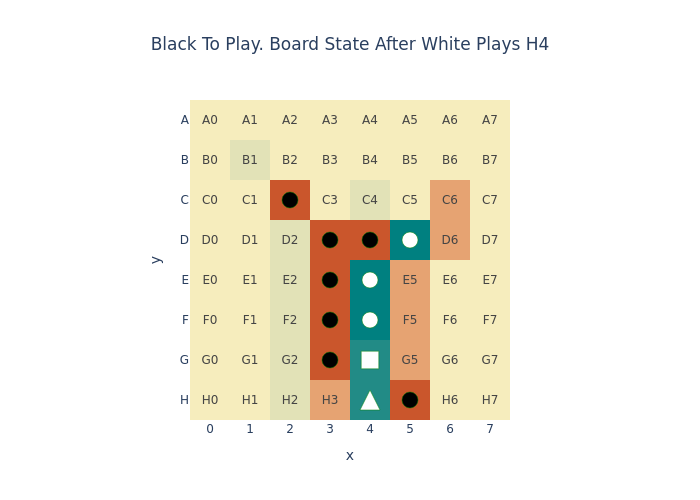 Black To Play. Board State After White Plays H4
A A0 A1 A2 A3 A4 A5 A6 A7
B B0 B1 B2 B3 B4 B5 B6 B7
C C0 C1 C3 C4 C5 C6 C7
D D0 D1 D2 D6 D7
E E0 E1 E2 E5 E6 E7
F F0 F1 F2 F5 F6 F7
G G0 G1 G2 G5 G6 G7
H H0 H1 H2 H3 H6 H7
0 1 2 3 4 5 6 7
x
y